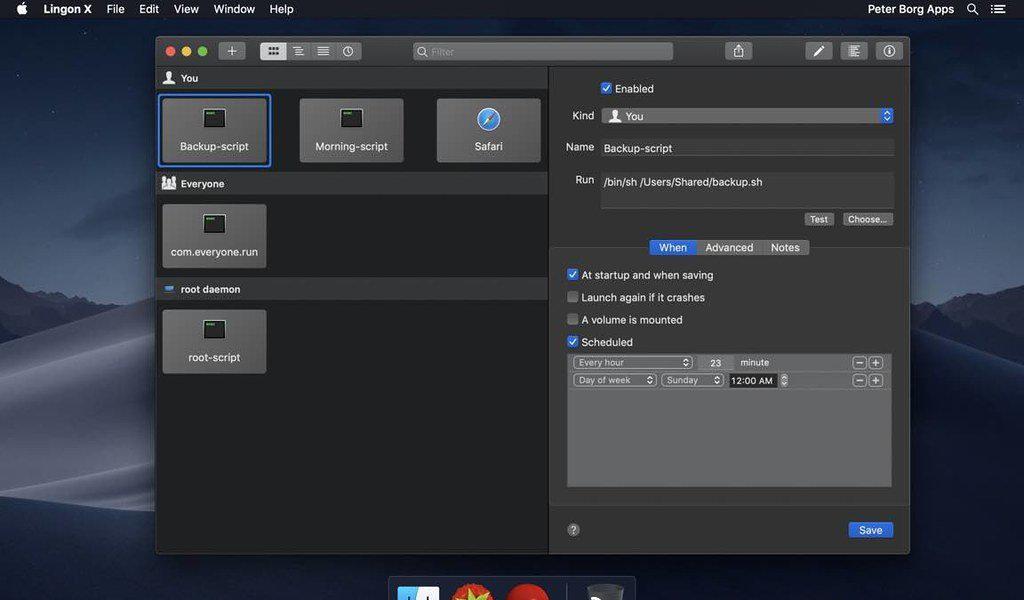 Lingon X File Edit View Window Help Peter Borg Apps
Filter
You
Backup-script Morning-script Safari
Everyone
com.everyone.run
root daemon
root-script
Enabled
Kind You
Name Backup-script
Run /bin/sh /Users/Shared/backup.sh
Test Choose...
When Advanced Notes
At startup and when saving
Launch again if it crashes
A volume is mounted
Scheduled
Every hour 23 minute
Day of week Sunday 12:00 AM
? Save